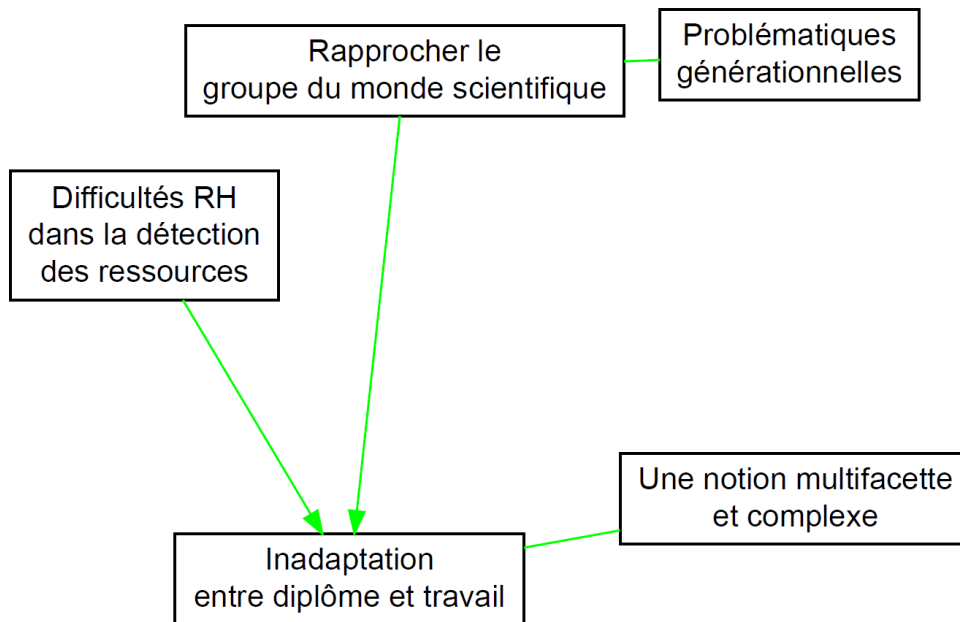 Rapprocher le
groupe du monde scientifique
Problématiques
générationnelles
Difficultés RH
dans la détection
des ressources
Une notion multifacette
et complexe
Inadaptation
entre diplôme et travail